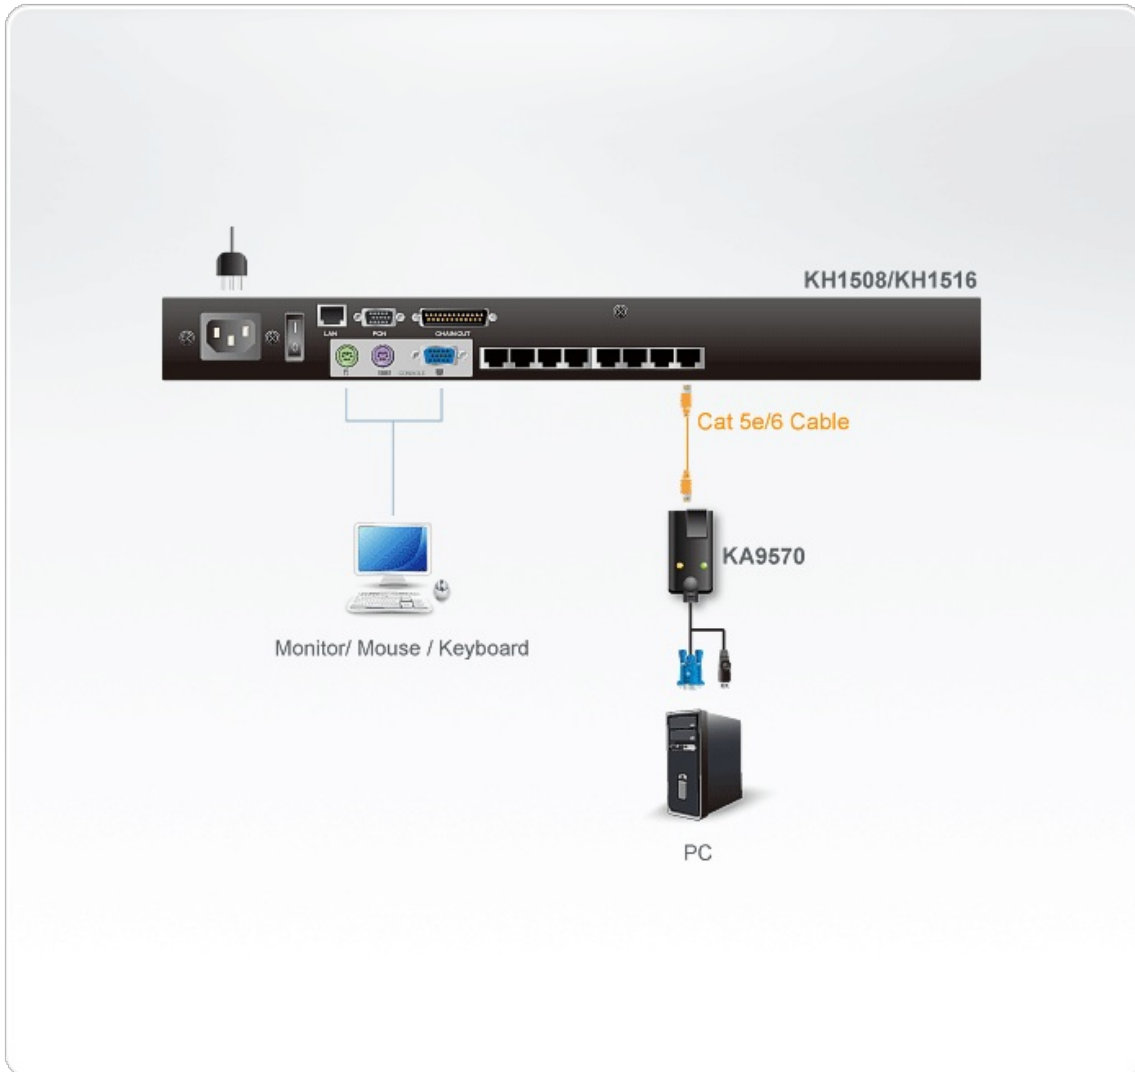 KH1508/KH1516
LAN
PON
CHAIN OUT
CONSOLE
Cat 5e/6 Cable
KA9570
Monitor/ Mouse / Keyboard
PC